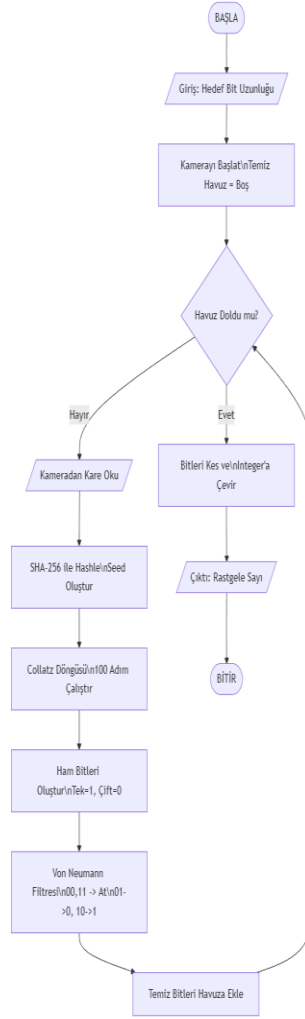 BAŞLA
Giriş: Hedef Bit Uzunluğu
Kamerayı Başlat\nTemiz
Havuz = Boş
Havuz Doldu mu?
Hayır
Evet
Kameradan Kare Oku
Bitleri Kes ve\nInteger'a
Çevir
SHA-256 ile Hashle\nSeed
Oluştur
Çıktı: Rastgele Sayı
Collatz Döngüsü\n100 Adım
Çalıştır
BİTİR
Ham Bitleri
Oluştur\nTek=1, Çift=0
Von Neumann
Filtresi\n00,11 -> At\n01-
>0, 10->1
Temiz Bitleri Havuza Ekle